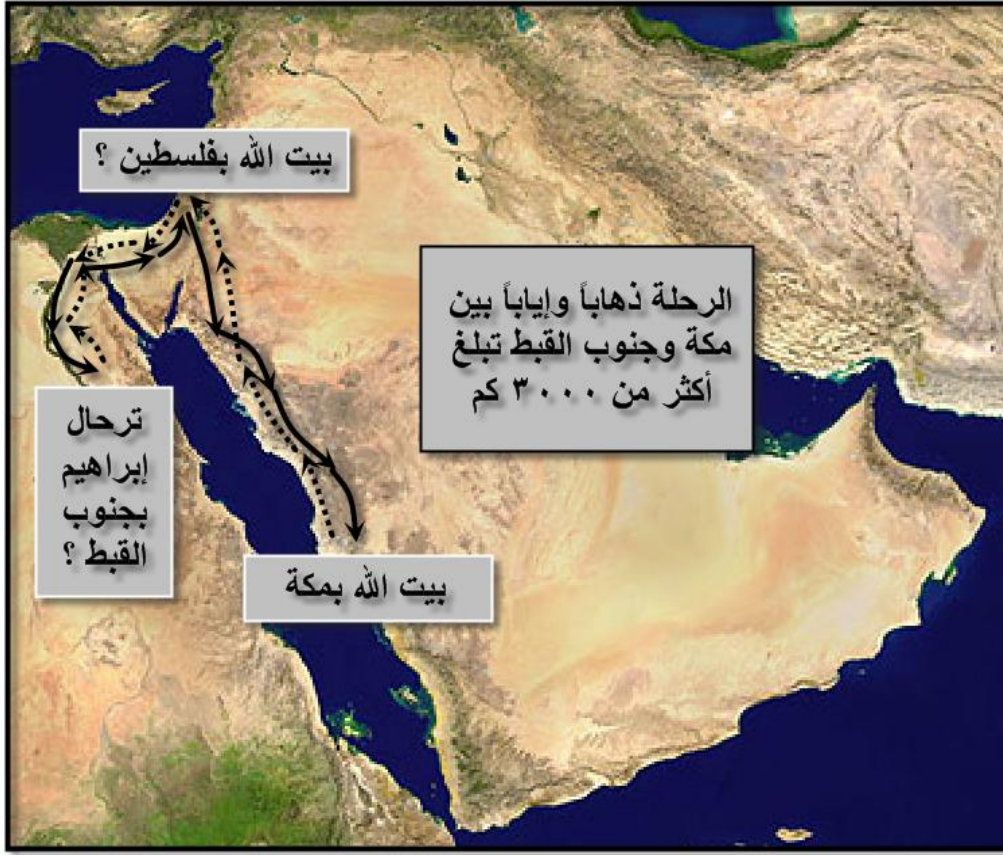 بيت الله بفلسطين ؟
الرحلة ذهاباً وإياباً بين
مكة وجنوب القبط تبلغ
أكثر من ٣٠٠٠ كم
ترحال
إبراهيم
بجنوب
القبط ؟
بيت الله بمكة